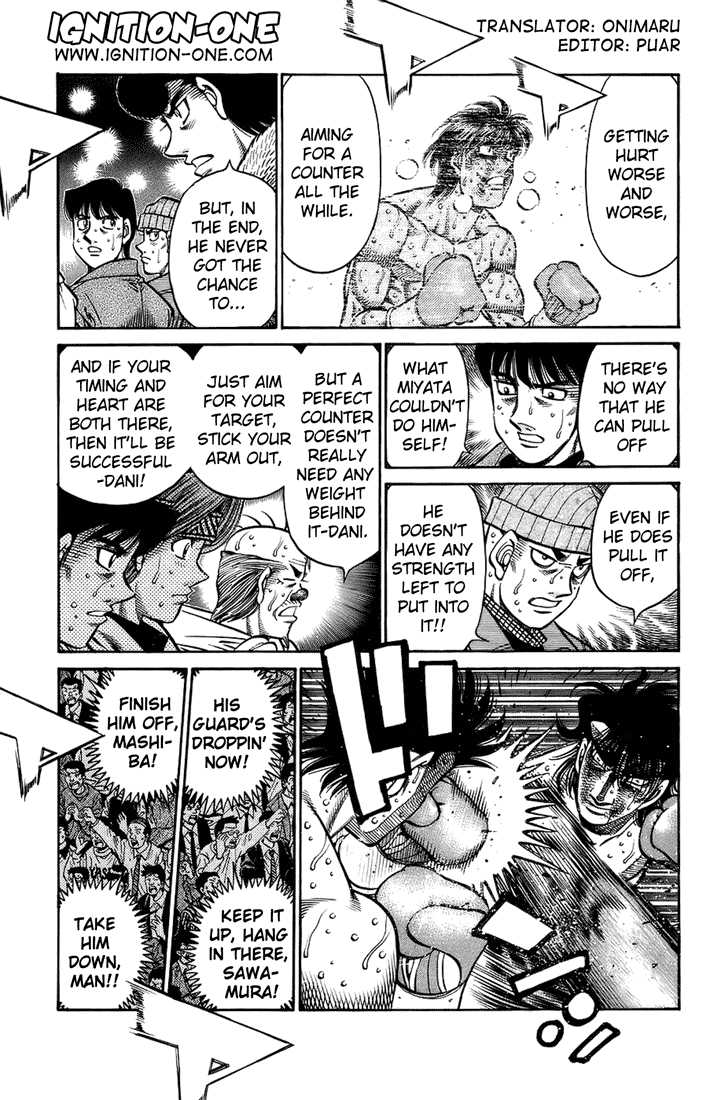 IGNITION-ONE
WWW.IGNITION-ONE.COM
TRANSLATOR: ONIMARU
EDITOR: PUAR
GETTING
HURT
WORSE
AND
WORSE,
AIMING
FOR A
COUNTER
ALL THE
WHILE.
BUT, IN
THE END,
HE NEVER
GOT THE
CHANCE
TO...
THERE'S
NO WAY
THAT HE
CAN PULL
OFF
WHAT
MIYATA
COULDN'T
DO HIM-
SELF!
EVEN IF
HE DOES
PULL IT
OFF,
HE
DOESN'T
HAVE ANY
STRENGTH
LEFT TO
PUT INTO
IT!!
BUT A
PERFECT
COUNTER
DOESN'T
REALLY
NEED ANY
WEIGHT
BEHIND
IT-DANI.
JUST AIM
FOR YOUR
TARGET,
STICK YOUR
ARM OUT,
AND IF YOUR
TIMING AND
HEART ARE
BOTH THERE,
THEN IT'LL BE
SUCCESSFUL
-DANI!
HIS
GUARD'S
DROPPIN'
NOW!
KEEP IT
UP, HANG
IN THERE,
SAWA-
MURA!
FINISH
HIM OFF,
MASHI-
BA!
TAKE
HIM
DOWN,
MAN!!